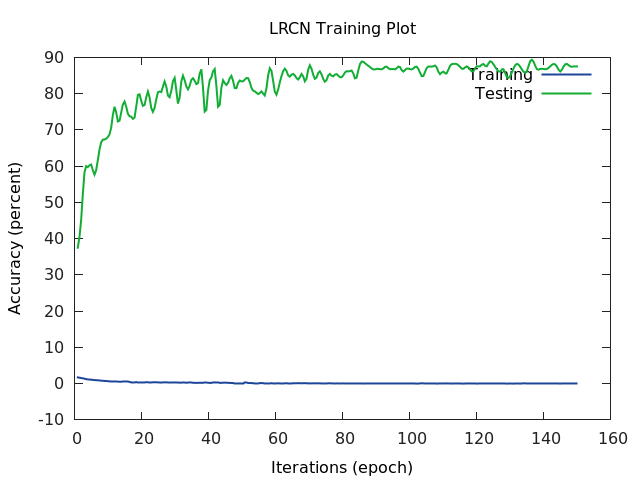 LRCN Training Plot
90
80
70
60
50
40
30
20
10
0
-10
0 20 40 60 80 100 120 140 160
Accuracy (percent)
Iterations (epoch)
Training
Testing